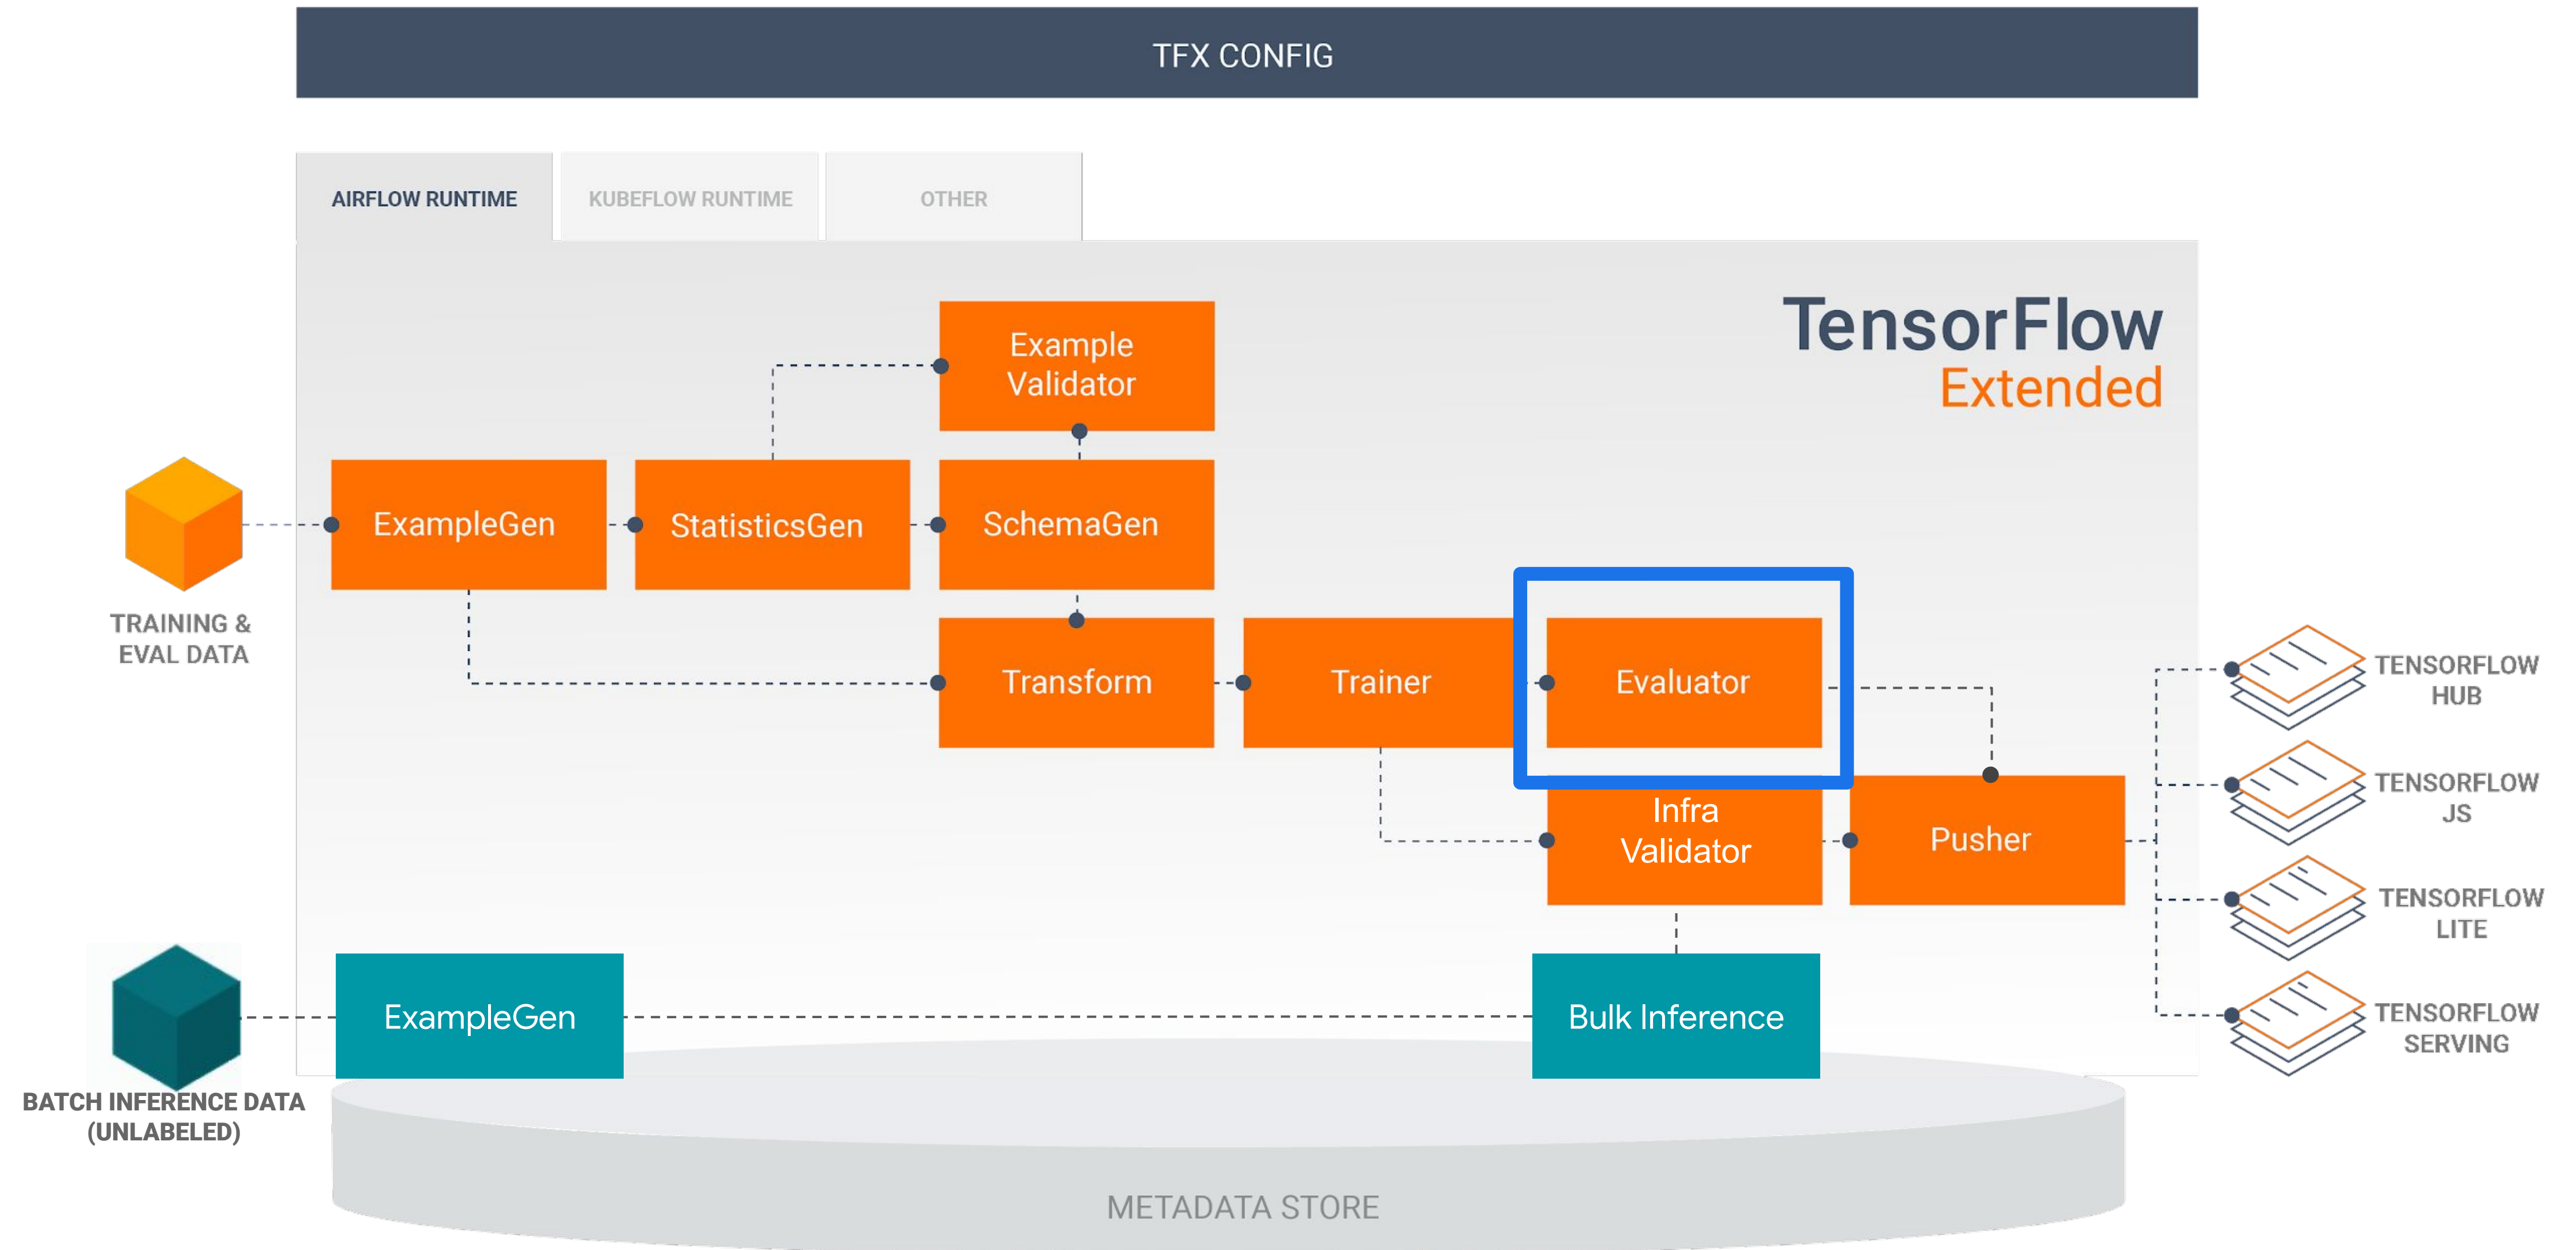 TFX CONFIG
AIRFLOW RUNTIME
KUBEFLOW RUNTIME
OTHER
TensorFlow
Extended
Example
Validator
ExampleGen
StatisticsGen
SchemaGen
TRAINING &
EVAL DATA
Transform
Trainer
Evaluator
Infra
Validator
Pusher
TENSORFLOW
HUB
TENSORFLOW
JS
TENSORFLOW
LITE
TENSORFLOW
SERVING
ExampleGen
Bulk Inference
BATCH INFERENCE DATA
(UNLABELED)
METADATA STORE